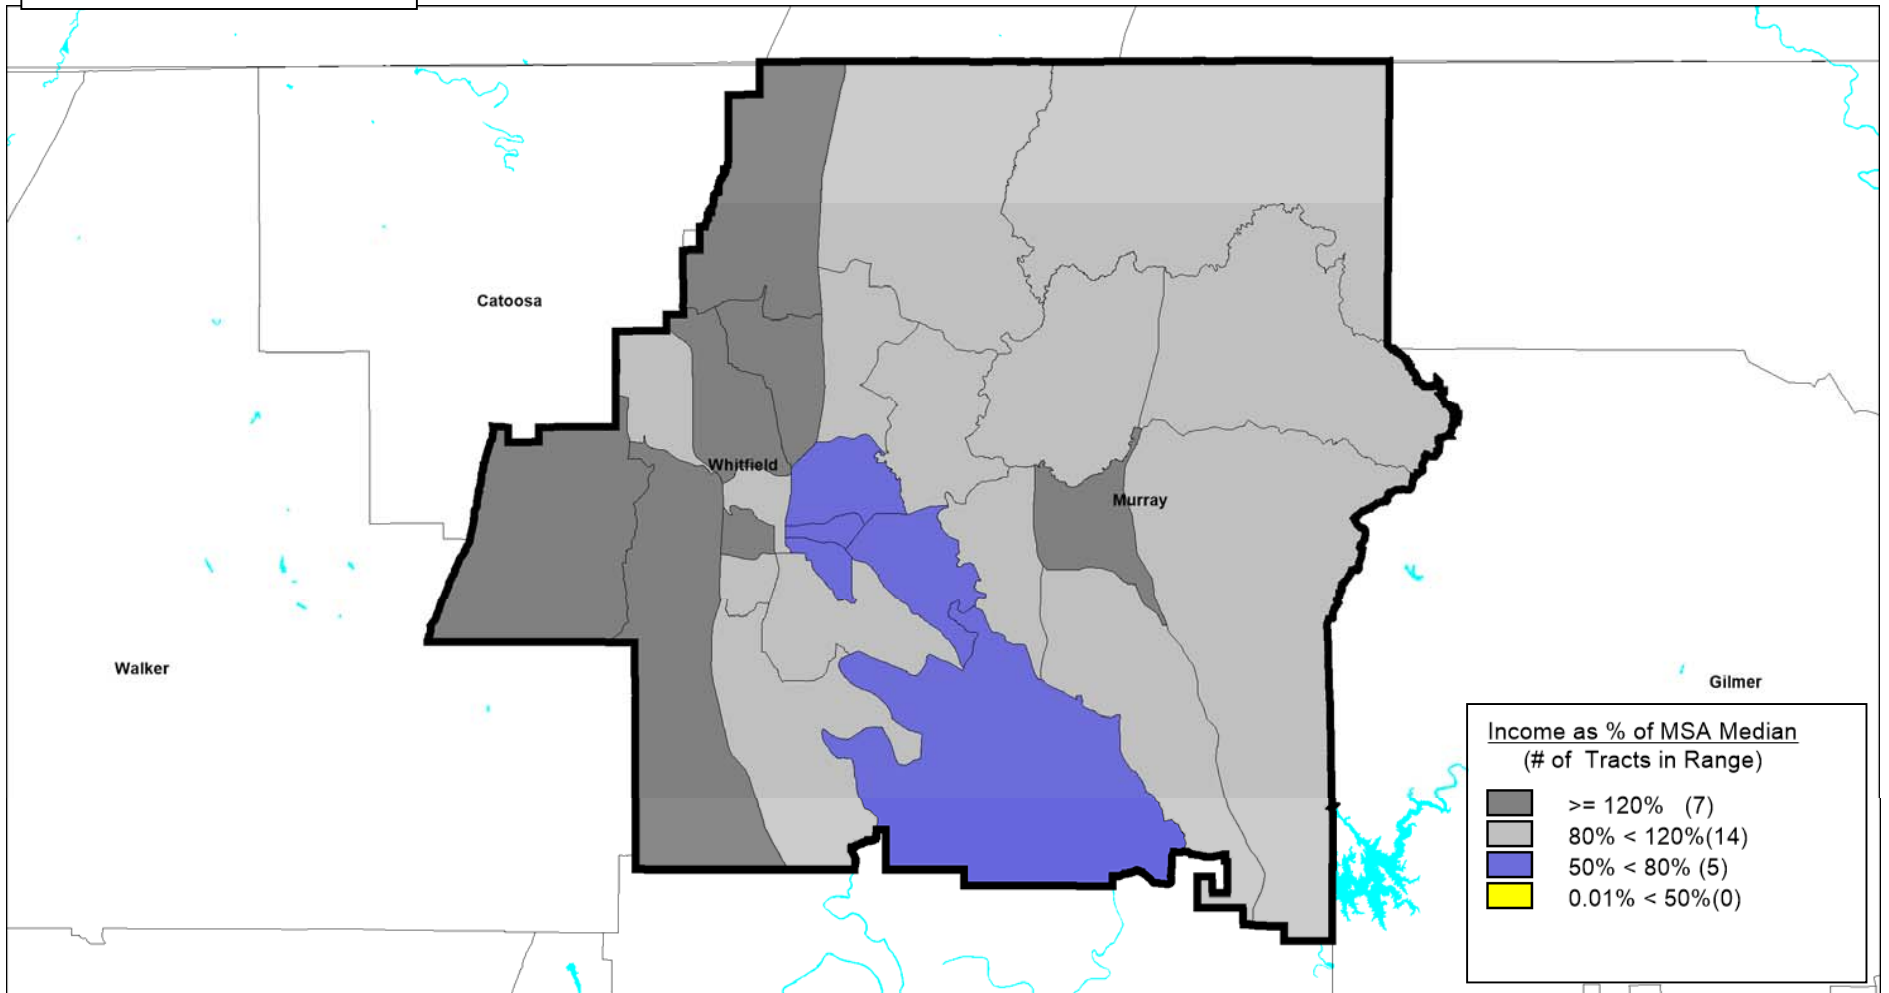 Catoosa
Whitfield
Murray
Walker
Gilmer
Income as % of MSA Median
(# of  Tracts in Range)
>= 120%   (7)
80% < 120%(14)
50% < 80% (5)
0.01% < 50%(0)